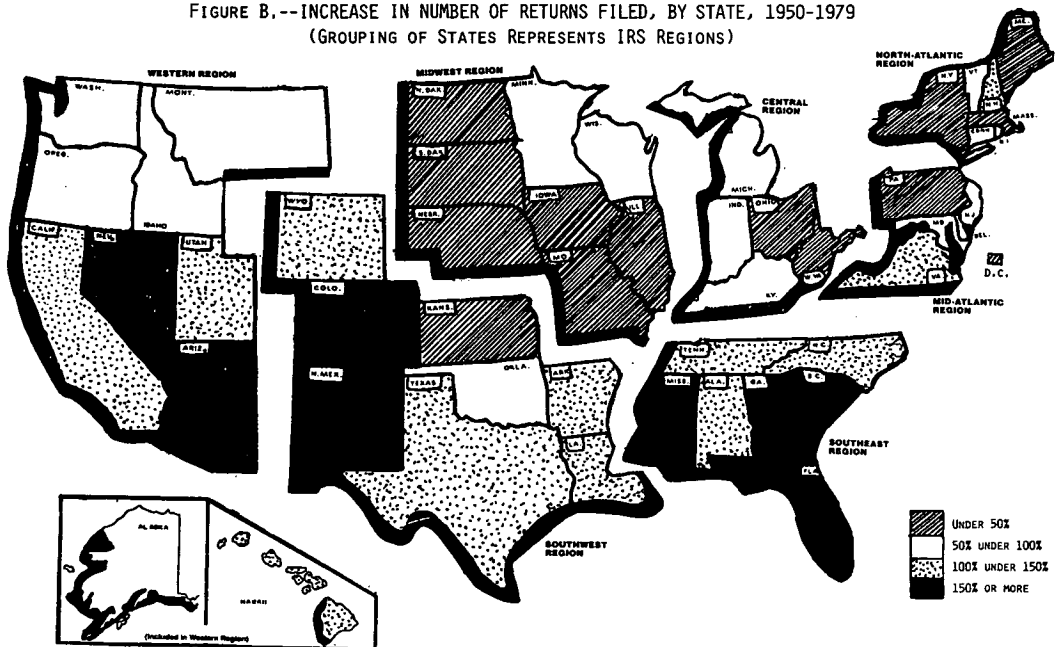 FIGURE B.--INCREASE IN NUMBER OF RETURNS FILED, BY STATE, 1950-1979
(GROUPING OF STATES REPRESENTS IRS REGIONS)
WESTERN REGION
WASH.
MONT.
OREG.
IDAHO
CALIF.
NEV.
UTAH
ARIZ.
MIDWEST REGION
N.DAK.
MINN.
S.DAK.
WIS.
NEBR.
IOWA
ILL.
MO.
CENTRAL
REGION
MICH.
IND.
OHIO
W.VA.
KY.
NORTH-ATLANTIC
REGION
ME.
N.Y.
VT.
N.H.
MASS.
CONN.
R.I.
PA.
N.J.
MD.
DEL.
VA.
D.C.
MID-ATLANTIC
REGION
WYO.
COLO.
KANS.
N.MEX.
OKLA.
TEXAS
ARK.
LA.
SOUTHWEST
REGION
TENN.
N.C.
MISS.
ALA.
GA.
S.C.
FLA.
SOUTHEAST
REGION
ALASKA
HAWAII
(Included in Western Region)
UNDER 50%
50% UNDER 100%
100% UNDER 150%
150% OR MORE